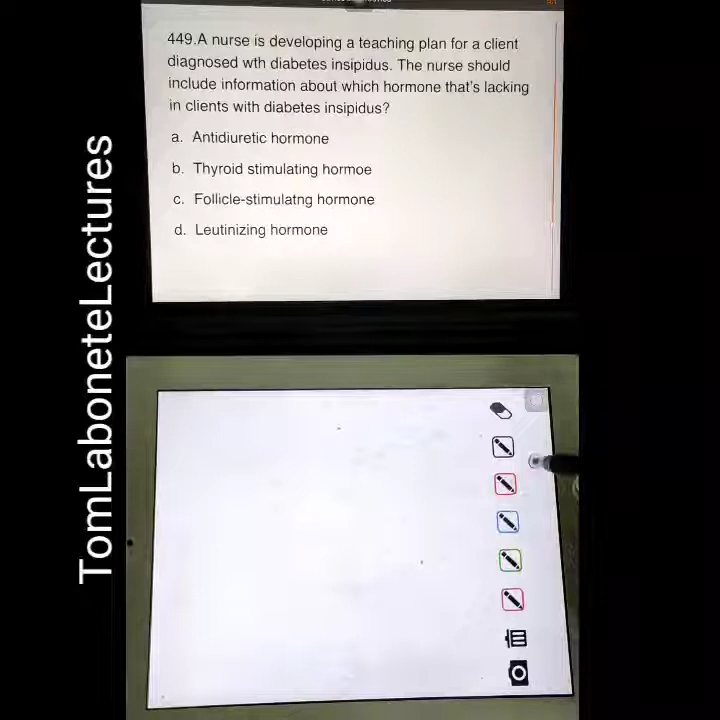 449.A nurse is developing a teaching plan for a client
diagnosed wth diabetes insipidus. The nurse should
include information about which hormone that's lacking
in clients with diabetes insipidus?
a. Antidiuretic hormone
b. Thyroid stimulating hormoe
c. Follicle-stimulatng hormone
d. Leutinizing hormone
TomLaboneteLectures